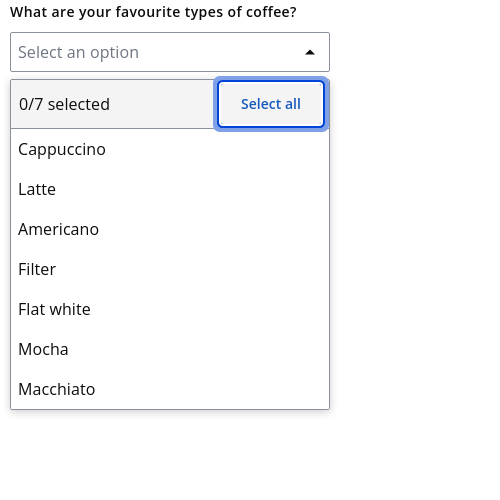 What are your favourite types of coffee?
Select an option
0/7 selected
Select all
Cappuccino
Latte
Americano
Filter
Flat white
Mocha
Macchiato